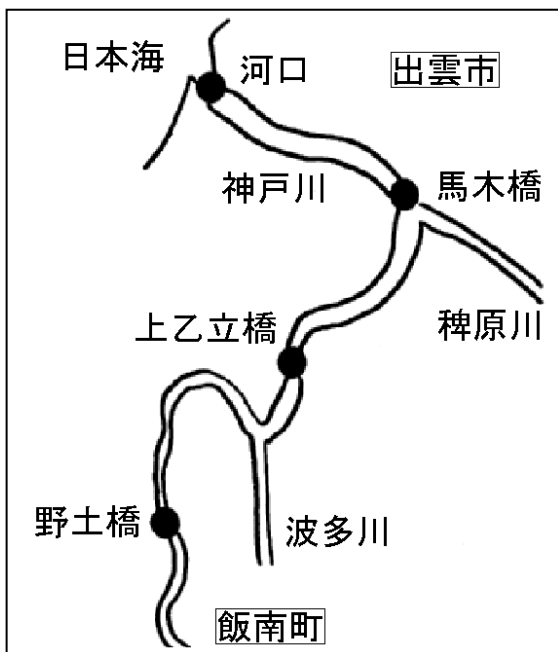 日本海
河口
出雲市
神戸川
馬木橋
稗原川
上乙立橋
野土橋
波多川
飯南町